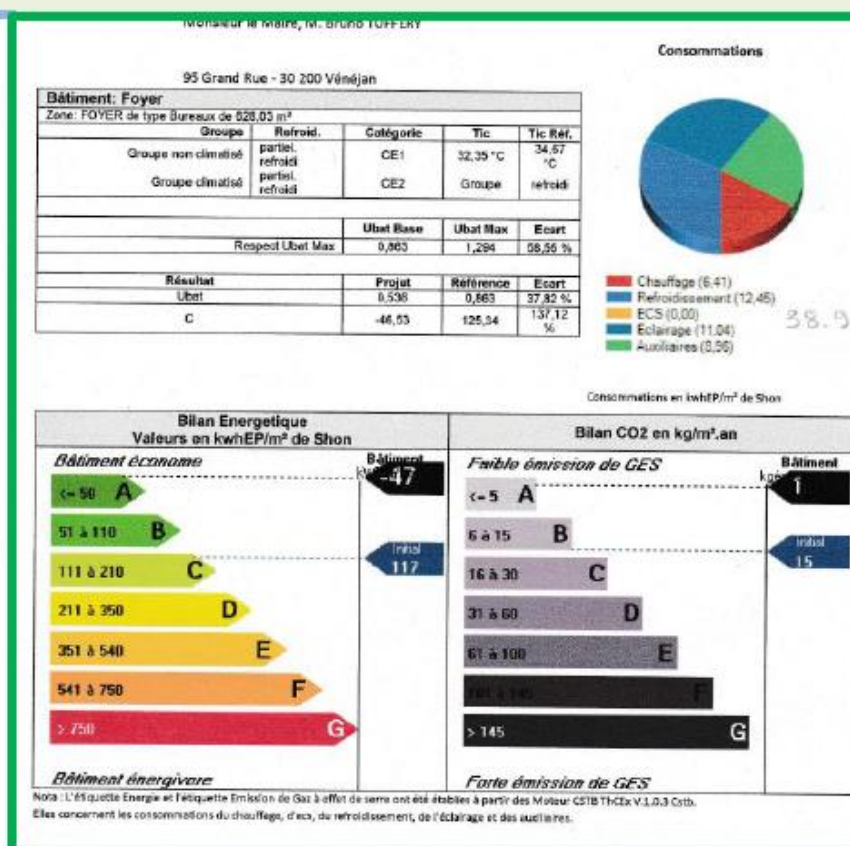 Monsieur le Maire, M. Bruno TUFFERY
95 Grand Rue - 30 200 Vénéjan
Bâtiment: Foyer
Zone: FOYER de type Bureaux de 628,03 m²
Groupe Refroid. Catégorie Tic Tic Réf.
Groupe non climatisé partiel. refroidi CE1 32,35 °C 34,67 °C
Groupe climatisé partiel. refroidi CE2 Groupe refroidi
Ubat Base Ubat Max Ecart
Respect Ubat Max 0,863 1,294 58,56 %
Résultat Projet Référence Ecart
Ubat 0,536 0,863 37,82 %
C -46,53 125,34 137,12 %
Consommations
Chauffage (6,41)
Refroidissement (12,45)
ECS (0,00)
Eclairage (11,04)
Auxiliaires (8,96)
38.9
Consommations en kwhEP/m² de Shon
Bilan Energetique
Valeurs en kwhEP/m² de Shon
Bâtiment économe
Bâtiment
47
<= 50 A
51 à 110 B
Initial
117
111 à 210 C
211 à 350 D
351 à 540 E
541 à 750 F
> 750 G
Bâtiment énergivore
Bilan CO2 en kg/m².an
Faible émission de GES
Bâtiment
1
<= 5 A
6 à 15 B
Initial
15
16 à 30 C
31 à 60 D
61 à 100 E
101 à 145 F
> 145 G
Forte émission de GES
Nota : L'étiquette Energie et l'étiquette Emission de Gaz à effet de serre ont été établies à partir des Moteur CSTB ThCEx V.1.0.3 Cstb.
Elles concernent les consommations du chauffage, d'ecs, du refroidissement, de l'éclairage et des auxiliaires.